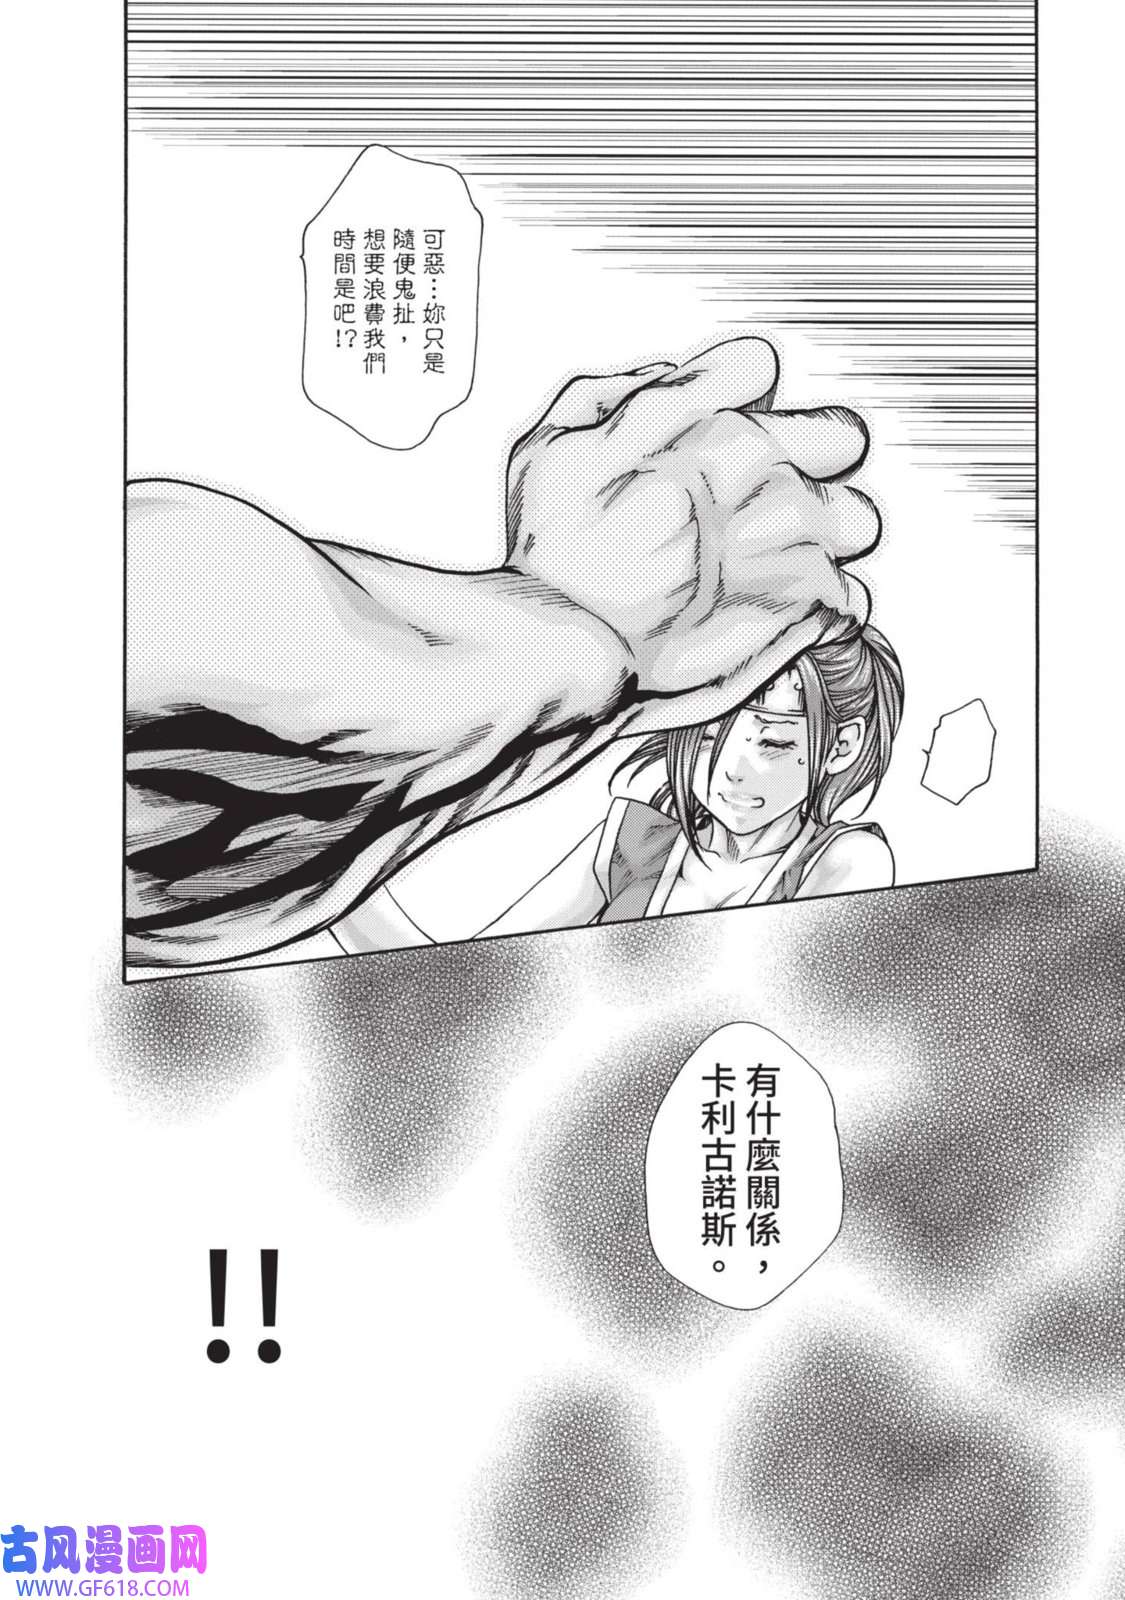 可惡…妳只是
隨便鬼扯，
想要浪費我們
時間是吧!?
有什麼關係，
卡利古諾斯。
!!
古风漫画网
WWW.GF618.COM